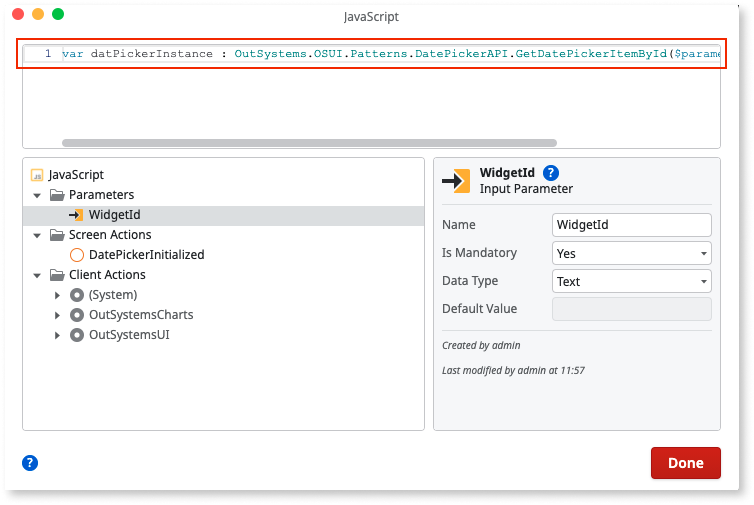 JavaScript
1 var datPickerInstance : OutSystems.OSUI.Patterns.DatePickerAPI.GetDatePickerItemById($parame
JS JavaScript
Parameters
WidgetId
Screen Actions
DatePickerInitialized
Client Actions
(System)
OutSystemsCharts
OutSystemsUI
WidgetId ?
Input Parameter
Name WidgetId
Is Mandatory Yes
Data Type Text
Default Value
Created by admin
Last modified by admin at 11:57
?
Done